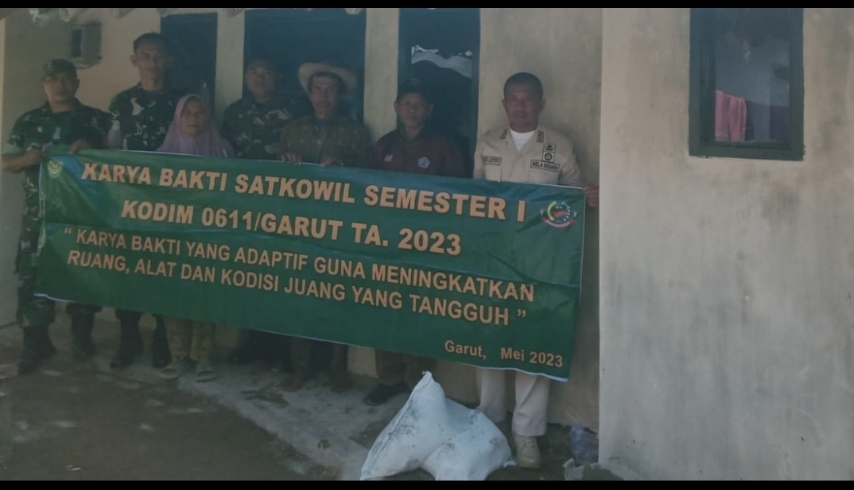 KARYA BAKTI SATKOWIL SEMESTER I
KODIM 0611/GARUT TA. 2023
“ KARYA BAKTI YANG ADAPTIF GUNA MENINGKATKAN
RUANG, ALAT DAN KODISI JUANG YANG TANGGUH ”
Garut, Mei 2023